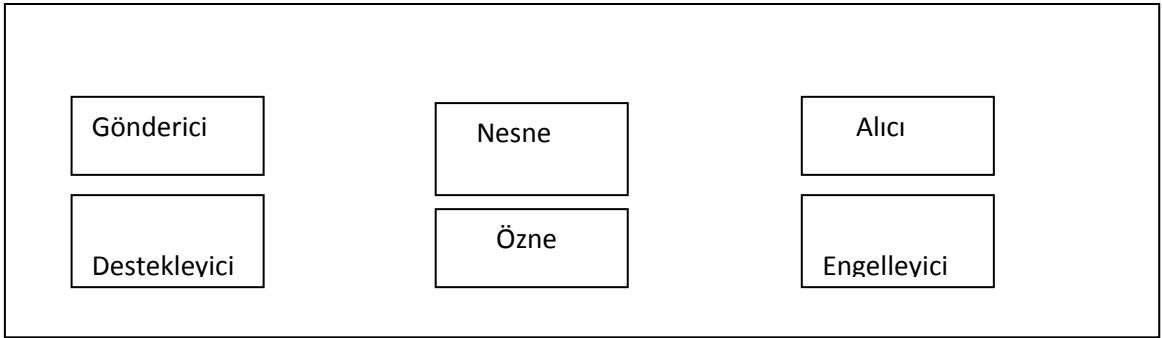 Gönderici
Nesne
Alıcı
Destekleyici
Özne
Engelleyici